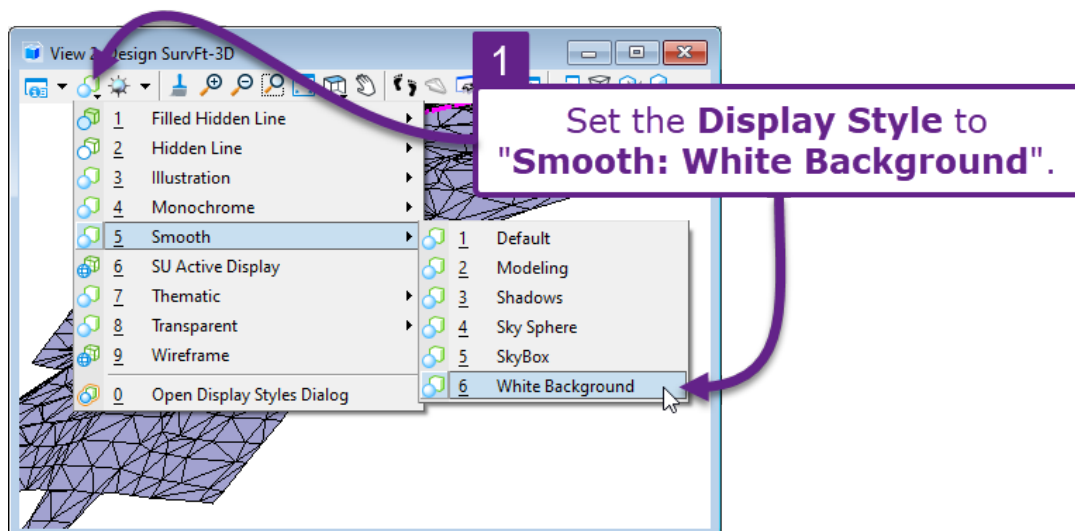 View 2, Design SurvFt-3D
1
Set the Display Style to
"Smooth: White Background".
1 Filled Hidden Line
2 Hidden Line
3 Illustration
4 Monochrome
5 Smooth
6 SU Active Display
7 Thematic
8 Transparent
9 Wireframe
0 Open Display Styles Dialog
1 Default
2 Modeling
3 Shadows
4 Sky Sphere
5 SkyBox
6 White Background